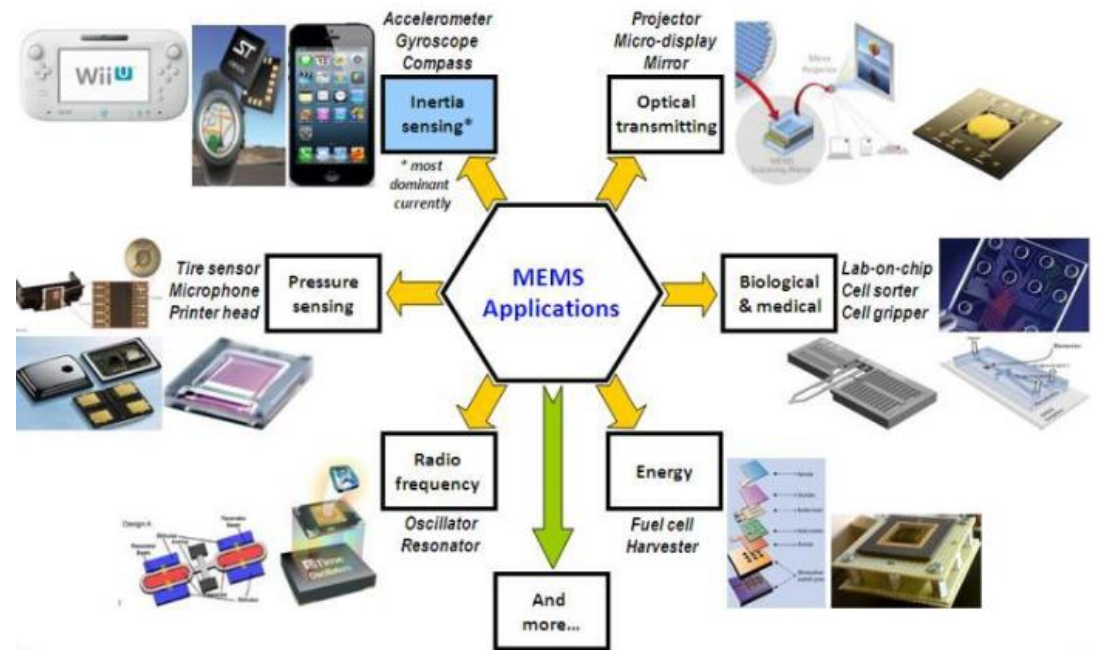 Accelerometer
Gyroscope
Compass
Projector
Micro-display
Mirror
Wii U
ST
Inertia
sensing*
Optical
transmitting
* most
dominant
currently
Micro
Projector
MEMS
Scanning Mirror
MEMS
Applications
Tire sensor
Microphone
Printer head
Pressure
sensing
Biological
& medical
Lab-on-chip
Cell sorter
Cell gripper
Radio
frequency
Energy
Oscillator
Resonator
Fuel cell
Harvester
Design A
And
more...